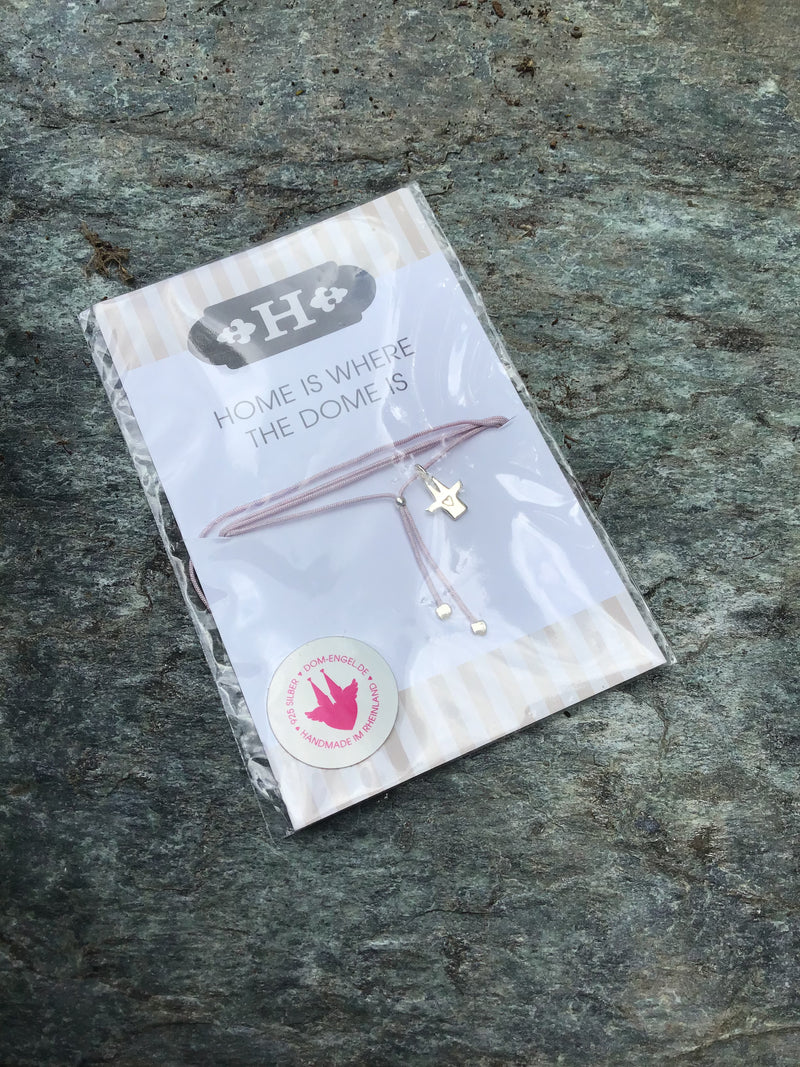 H
HOME IS WHERE
THE DOME IS
925 SILBER ♥ DOM-ENGEL.DE ♥
HANDMADE IM RHEINLAND ♥